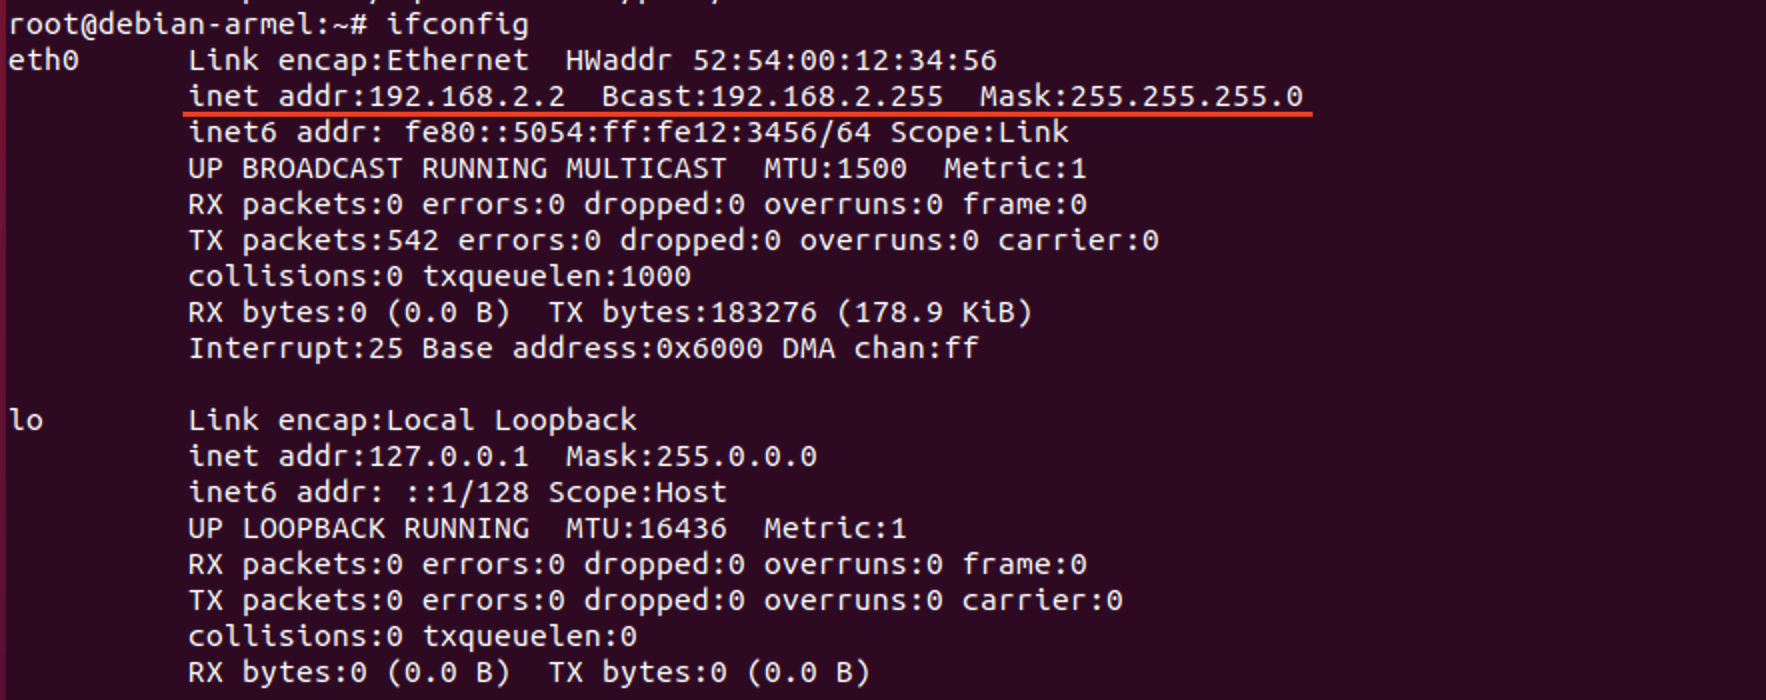 root@debian-armel:~# ifconfig
eth0      Link encap:Ethernet  HWaddr 52:54:00:12:34:56
          inet addr:192.168.2.2  Bcast:192.168.2.255  Mask:255.255.255.0
          inet6 addr: fe80::5054:ff:fe12:3456/64 Scope:Link
          UP BROADCAST RUNNING MULTICAST  MTU:1500  Metric:1
          RX packets:0 errors:0 dropped:0 overruns:0 frame:0
          TX packets:542 errors:0 dropped:0 overruns:0 carrier:0
          collisions:0 txqueuelen:1000
          RX bytes:0 (0.0 B)  TX bytes:183276 (178.9 KiB)
          Interrupt:25 Base address:0x6000 DMA chan:ff
lo        Link encap:Local Loopback
          inet addr:127.0.0.1  Mask:255.0.0.0
          inet6 addr: ::1/128 Scope:Host
          UP LOOPBACK RUNNING  MTU:16436  Metric:1
          RX packets:0 errors:0 dropped:0 overruns:0 frame:0
          TX packets:0 errors:0 dropped:0 overruns:0 carrier:0
          collisions:0 txqueuelen:0
          RX bytes:0 (0.0 B)  TX bytes:0 (0.0 B)